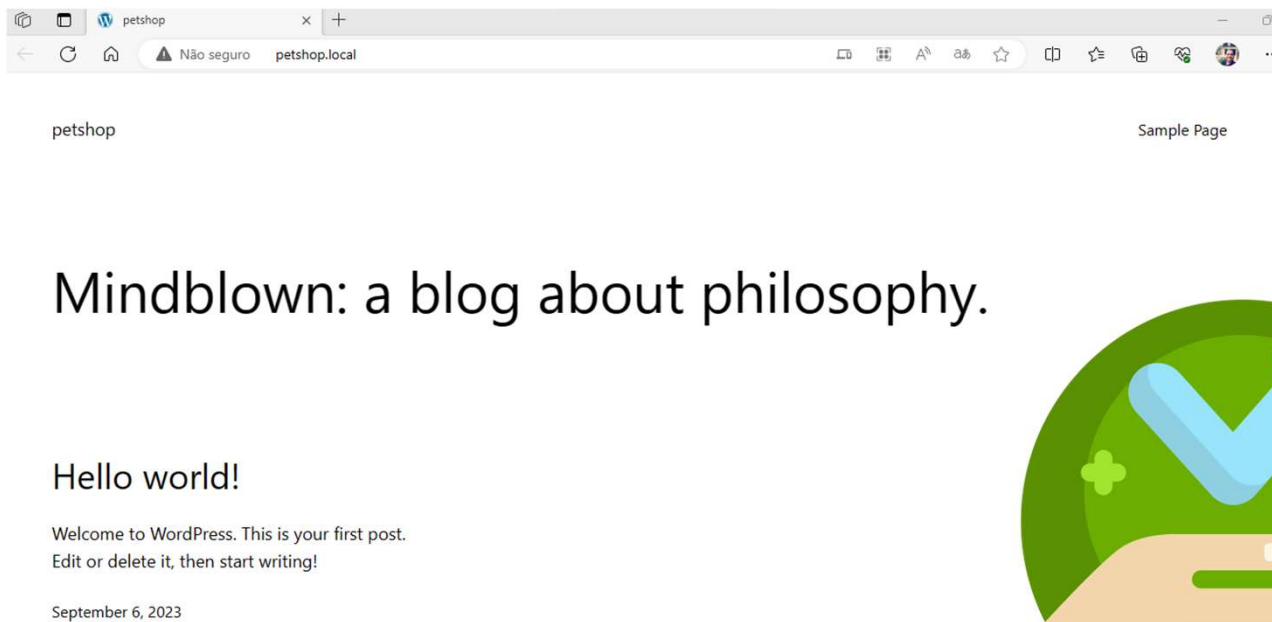 petshop
Não seguro petshop.local
petshop Sample Page
Mindblown: a blog about philosophy.
Hello world!
Welcome to WordPress. This is your first post.
Edit or delete it, then start writing!
September 6, 2023